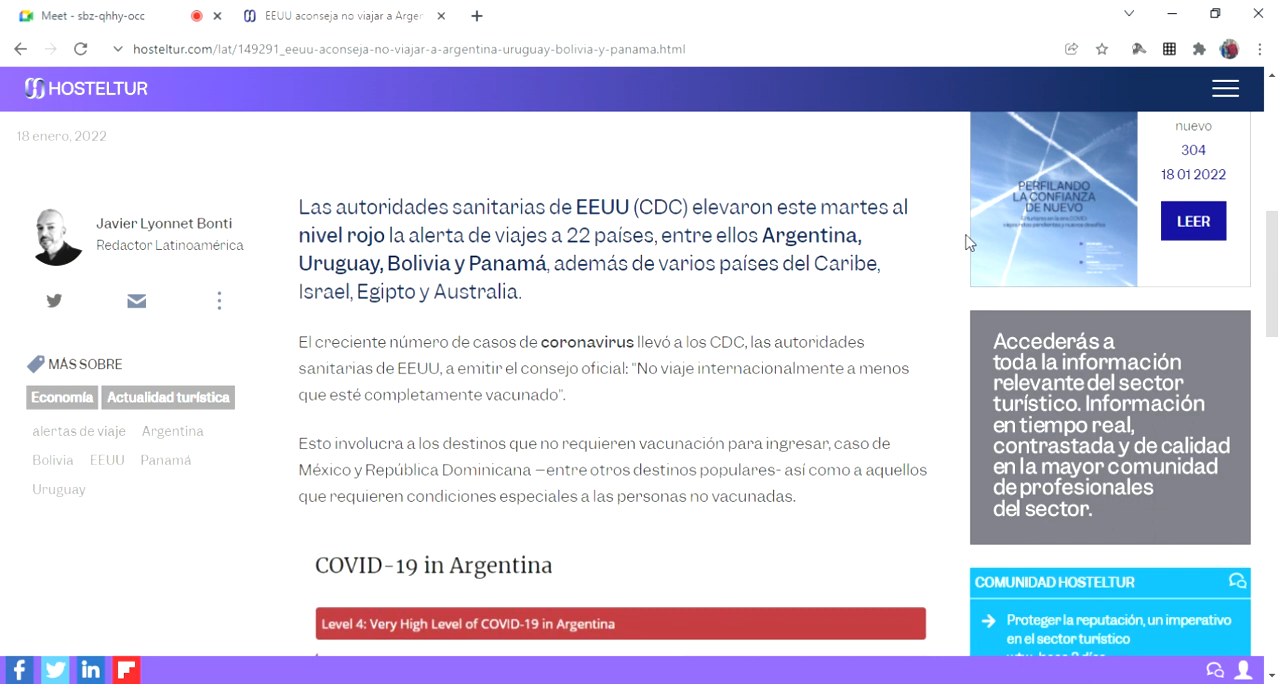 Meet - sbz-qhhy-occ
EEUU aconseja no viajar a Arger
hosteltur.com/lat/149291_eeuu-aconseja-no-viajar-a-argentina-uruguay-bolivia-y-panama.html
HOSTELTUR
18 enero, 2022
Javier Lyonnet Bonti
Redactor Latinoamérica
MÁS SOBRE
Economía Actualidad turística
alertas de viaje Argentina
Bolivia EEUU Panamá
Uruguay
Las autoridades sanitarias de EEUU (CDC) elevaron este martes al
nivel rojo la alerta de viajes a 22 países, entre ellos Argentina,
Uruguay, Bolivia y Panamá, además de varios países del Caribe,
Israel, Egipto y Australia.
El creciente número de casos de coronavirus llevó a los CDC, las autoridades
sanitarias de EEUU, a emitir el consejo oficial: "No viaje internacionalmente a menos
que esté completamente vacunado".
Esto involucra a los destinos que no requieren vacunación para ingresar, caso de
México y República Dominicana –entre otros destinos populares- así como a aquellos
que requieren condiciones especiales a las personas no vacunadas.
COVID-19 in Argentina
Level 4: Very High Level of COVID-19 in Argentina
PERFILANDO
LA CONFIANZA
DE NUEVO
nuevo
304
18 01 2022
LEER
Accederás a
toda la información
relevante del sector
turístico. Información
en tiempo real,
contrastada y de calidad
en la mayor comunidad
de profesionales
del sector.
COMUNIDAD HOSTELTUR
Proteger la reputación, un imperativo
en el sector turístico